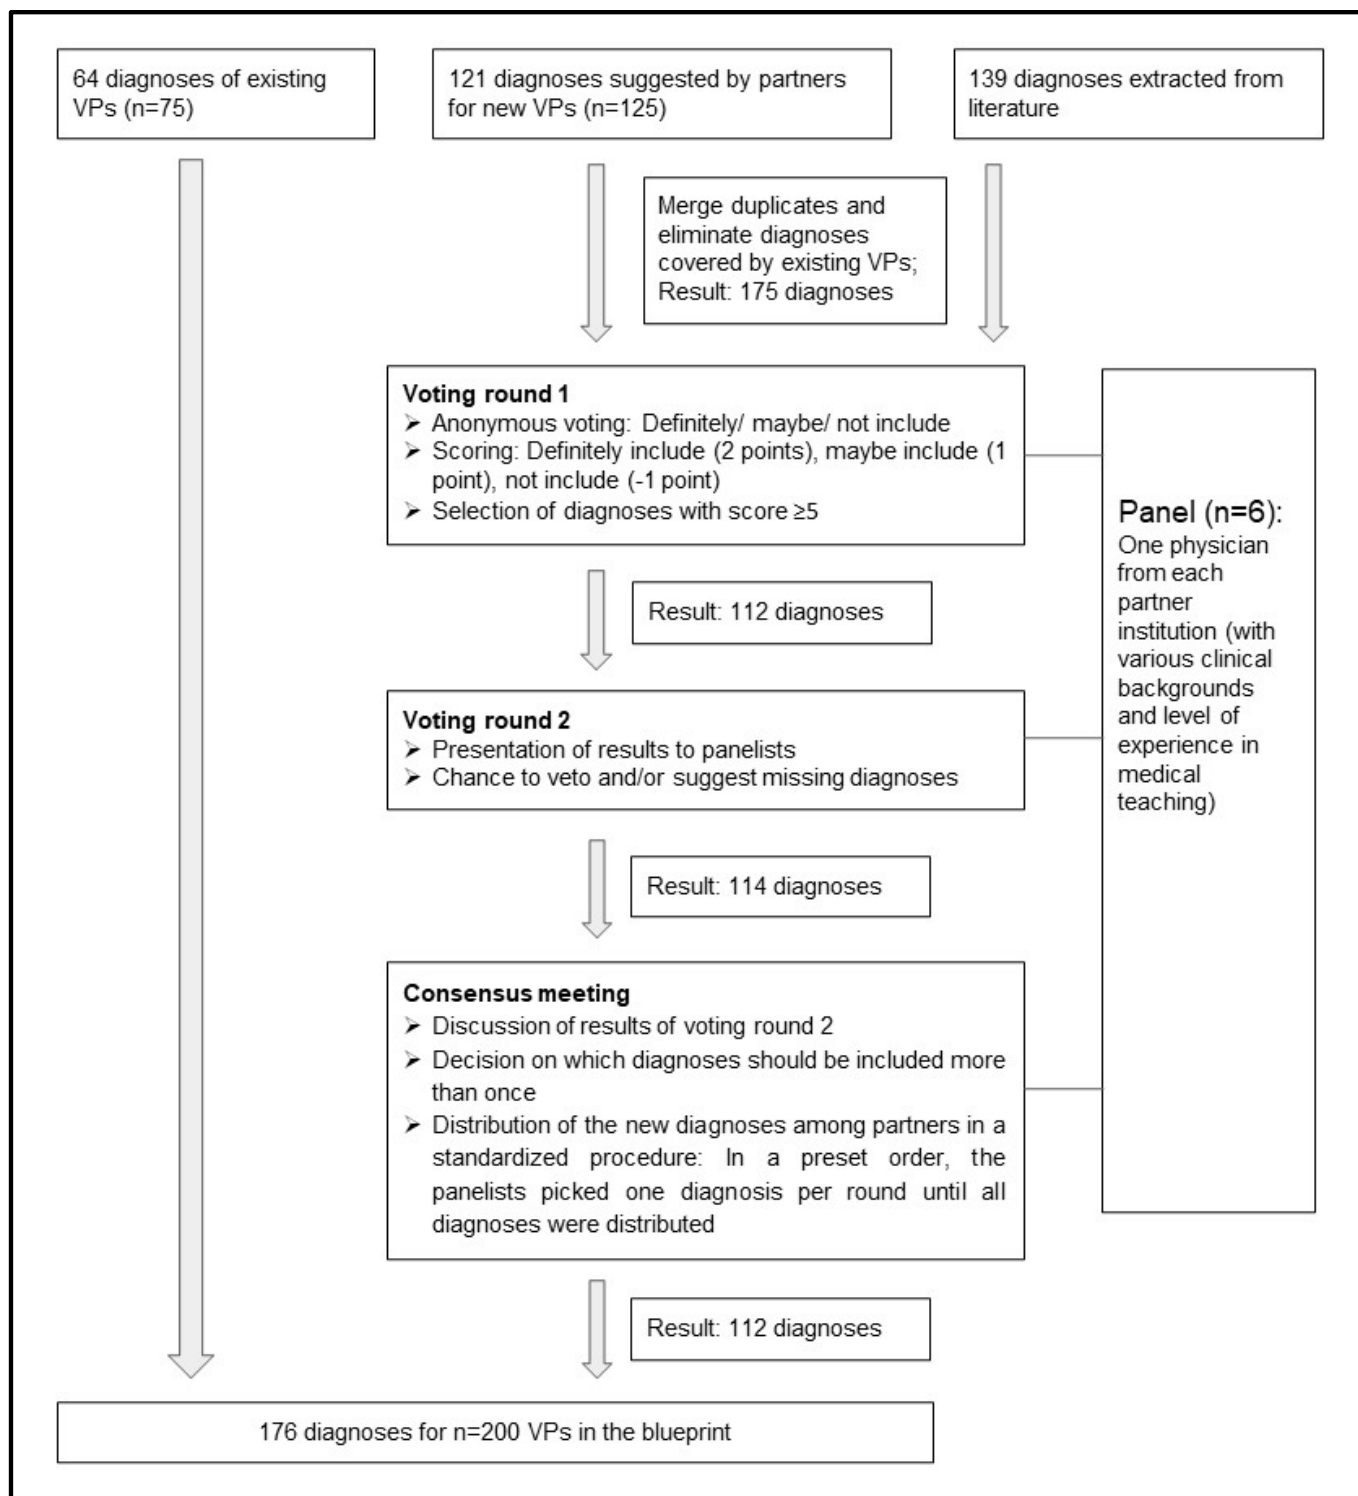 64 diagnoses of existing
VPs (n=75)
121 diagnoses suggested by partners
for new VPs (n=125)
139 diagnoses extracted from
literature
Merge duplicates and
eliminate diagnoses
covered by existing VPs;
Result: 175 diagnoses
Voting round 1
➢ Anonymous voting: Definitely/ maybe/ not include
➢ Scoring: Definitely include (2 points), maybe include (1
point), not include (-1 point)
➢ Selection of diagnoses with score ≥5
Panel (n=6):
One physician
from each
partner
institution (with
various clinical
backgrounds
and level of
experience in
medical
teaching)
Result: 112 diagnoses
Voting round 2
➢ Presentation of results to panelists
➢ Chance to veto and/or suggest missing diagnoses
Result: 114 diagnoses
Consensus meeting
➢ Discussion of results of voting round 2
➢ Decision on which diagnoses should be included more
than once
➢ Distribution of the new diagnoses among partners in a
standardized procedure: In a preset order, the
panelists picked one diagnosis per round until all
diagnoses were distributed
Result: 112 diagnoses
176 diagnoses for n=200 VPs in the blueprint